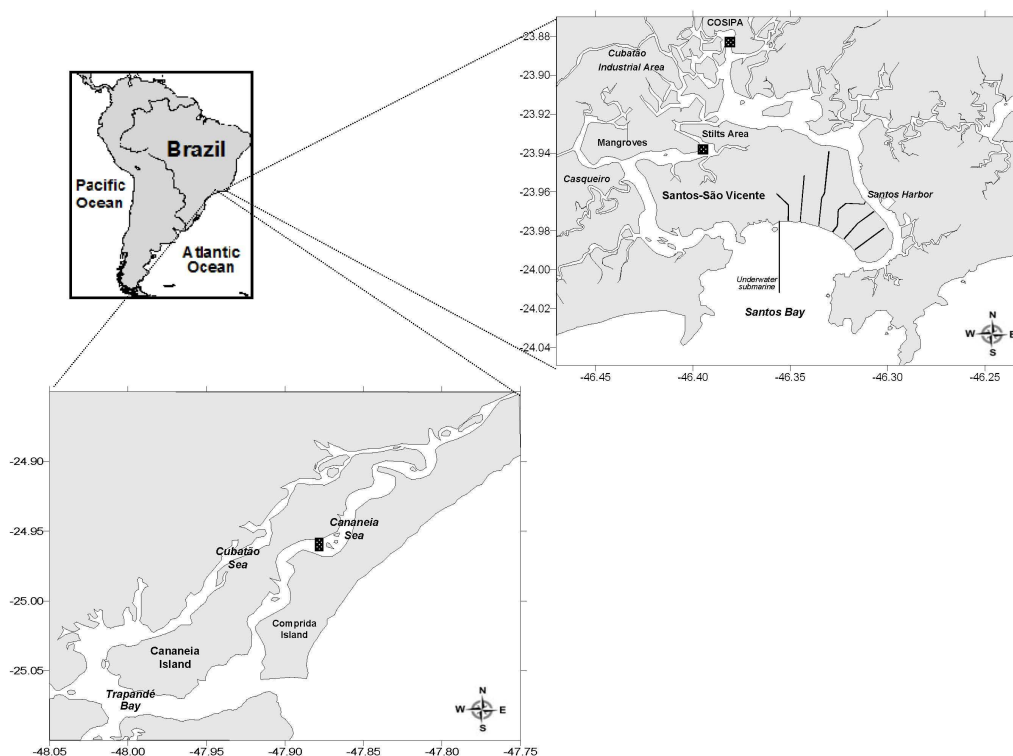 Brazil
Pacific
Ocean
Atlantic
Ocean
COSIPA
-23.88
Cubatão
Industrial Area
-23.90
-23.92
Stilts Area
Mangroves
-23.94
Casqueiro
-23.96
Santos-São Vicente
Santos Harbor
-23.98
-24.00
Underwater
submarine
-24.02
Santos Bay
N
W E
S
-24.04
-46.45 -46.40 -46.35 -46.30 -46.25
-24.90
Cananeia
Sea
-24.95
Cubatão
Sea
-25.00
Comprida
Island
Cananeia
Island
-25.05
Trapandé
Bay
N
W E
S
-48.05 -48.00 -47.95 -47.90 -47.85 -47.80 -47.75